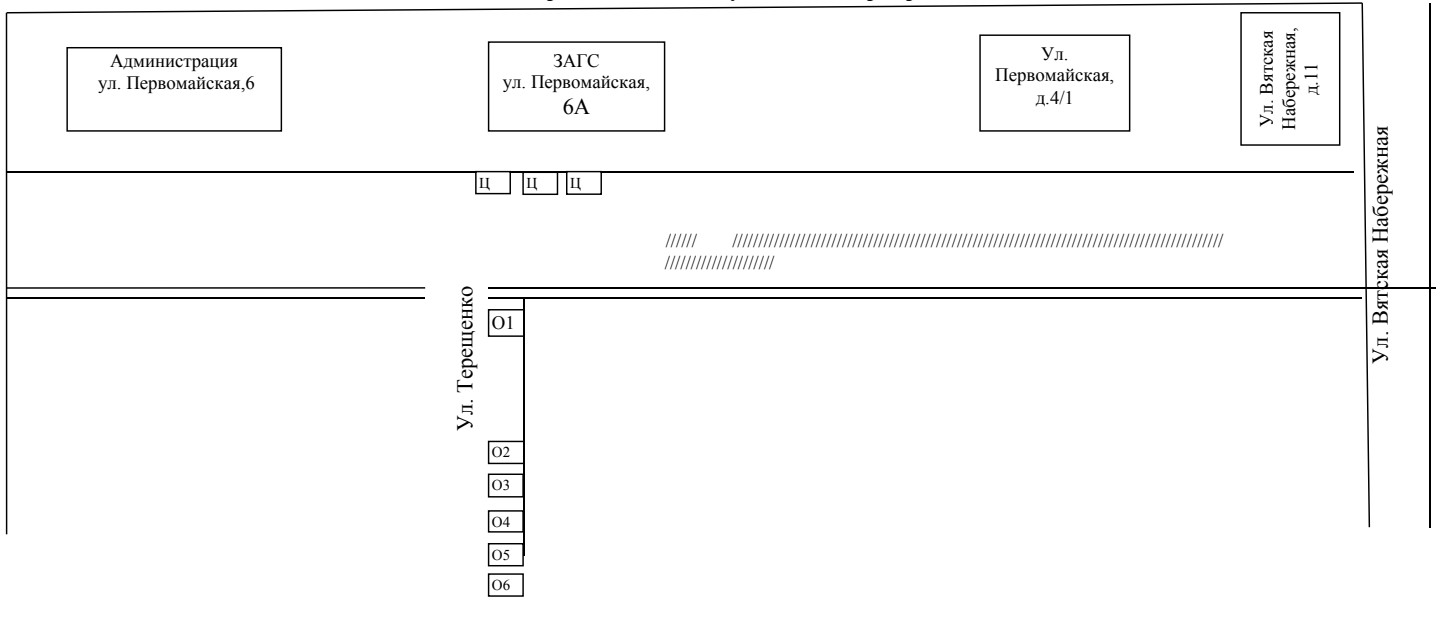 Администрация
ул. Первомайская,6
ЗАГС
ул. Первомайская,
6А
Ул.
Первомайская,
д.4/1
Ул. Вятская
Набережная,
д.11
Ул. Вятская Набережная
Ц Ц Ц
Ул. Терещенко
О1
О2
О3
О4
О5
О6